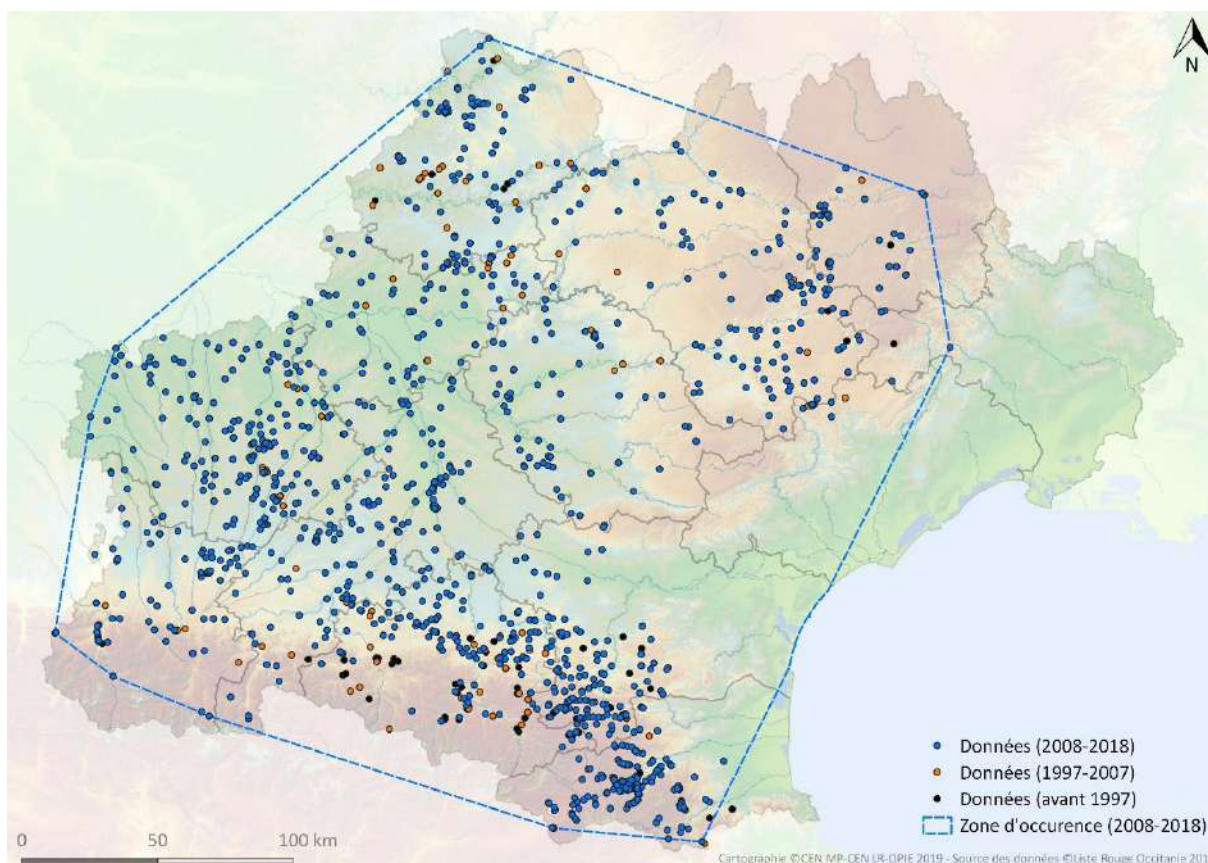 N
Données (2008-2018)
Données (1997-2007)
Données (avant 1997)
Zone d'occurence (2008-2018)
0 50 100 km
Cartographie ©CEN MP-CEN LR-OPIE 2019 - Source des données ©Liste Rouge Occitanie 201